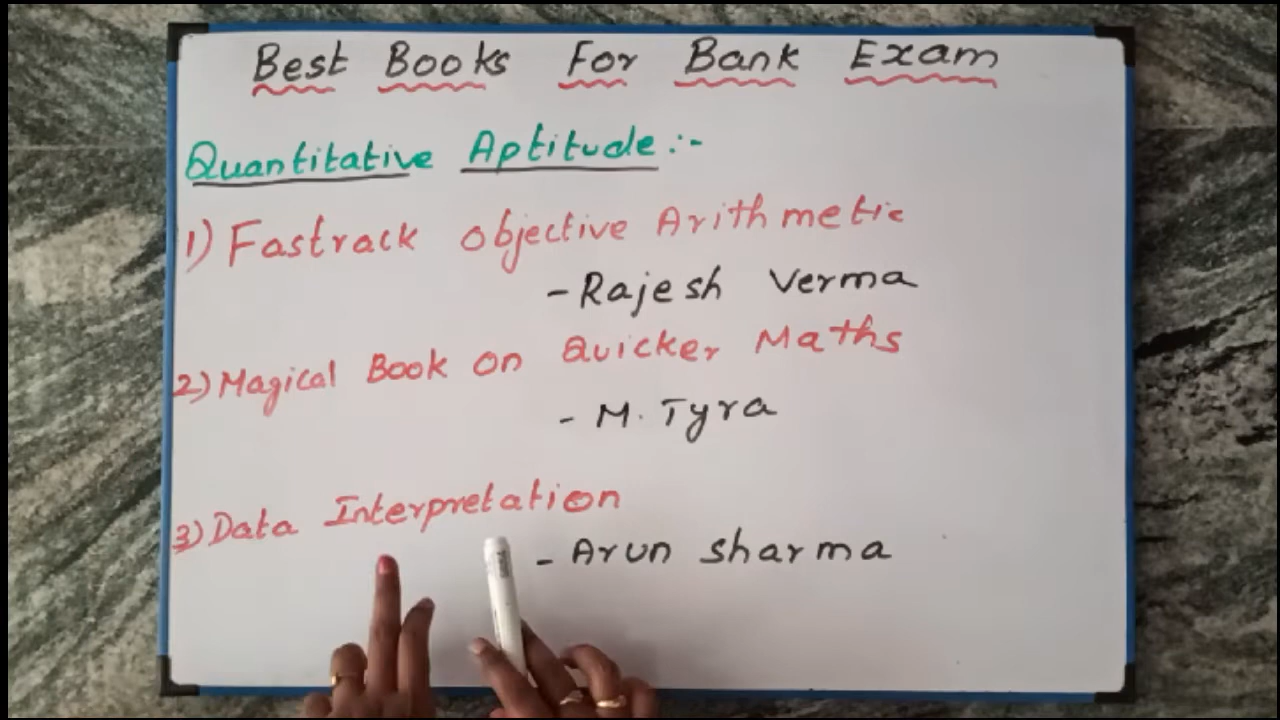 Best Books For Bank Exam
Quantitative Aptitude :-
1) Fastrack Objective Arithmetic
- Rajesh Verma
2) Magical Book on Quicker Maths
- M. Tyra
3) Data Interpretation
- Arun Sharma